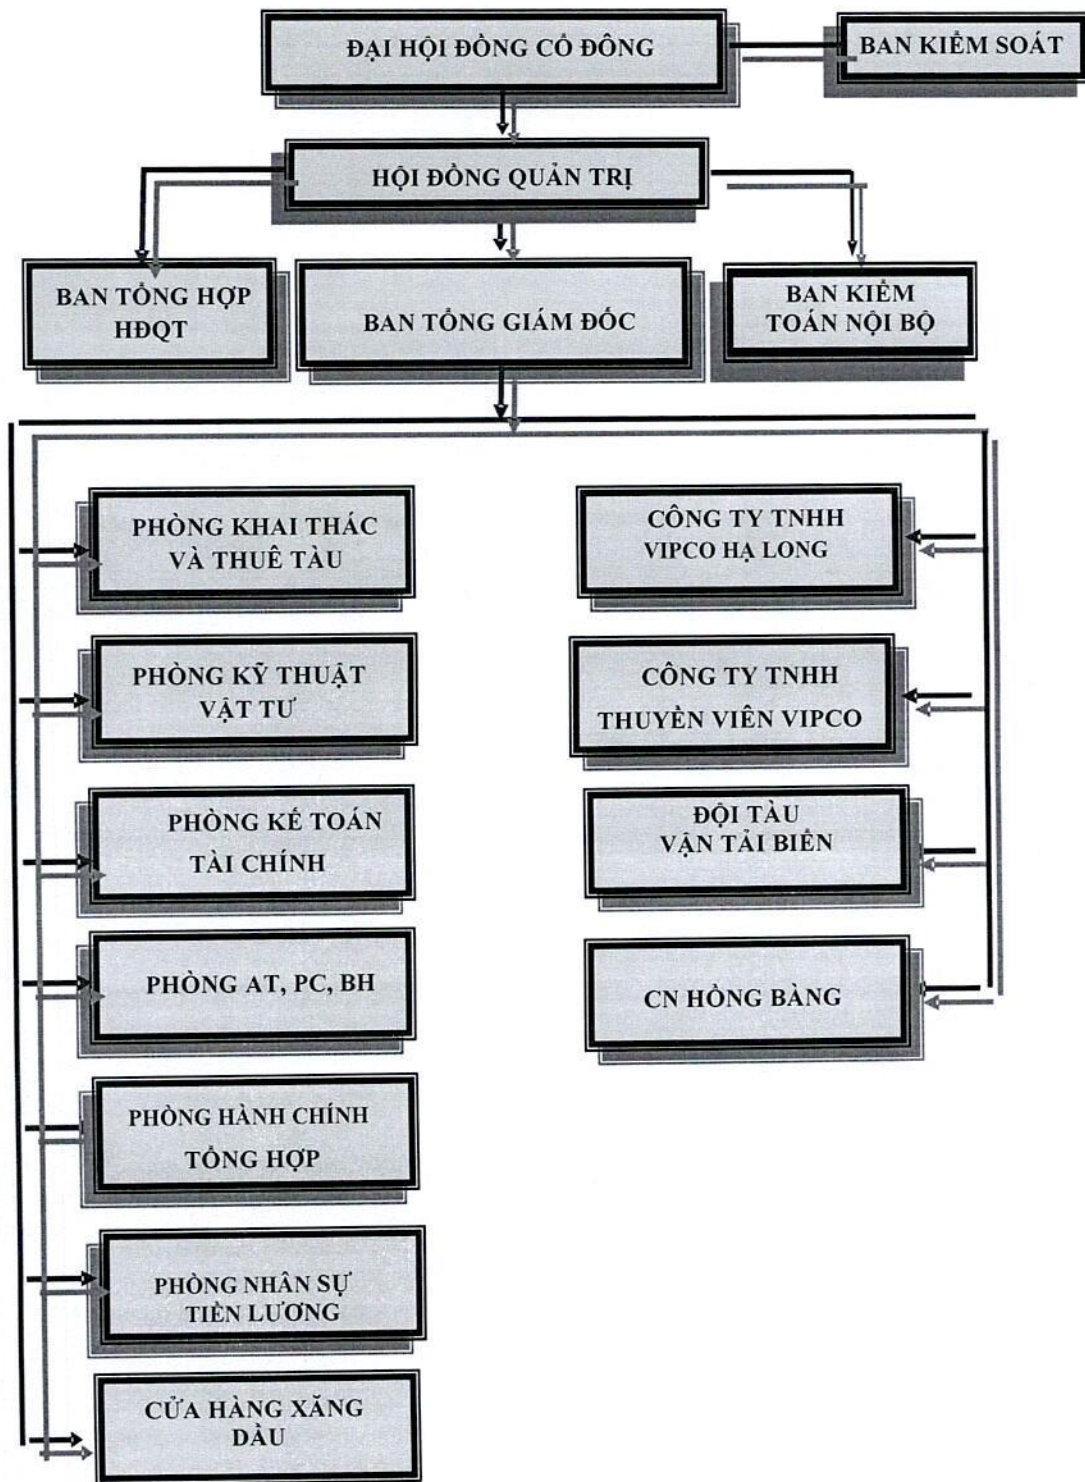 ĐẠI HỘI ĐỒNG CỔ ĐÔNG
BAN KIỂM SOÁT
HỘI ĐỒNG QUẢN TRỊ
BAN TỔNG HỢP
HĐQT
BAN TỔNG GIÁM ĐỐC
BAN KIỂM
TOÁN NỘI BỘ
PHÒNG KHAI THÁC
VÀ THUÊ TÀU
PHÒNG KỸ THUẬT
VẬT TƯ
PHÒNG KẾ TOÁN
TÀI CHÍNH
PHÒNG AT, PC, BH
PHÒNG HÀNH CHÍNH
TỔNG HỢP
PHÒNG NHÂN SỰ
TIỀN LƯƠNG
CỬA HÀNG XĂNG
DẦU
CÔNG TY TNHH
VIPCO HẠ LONG
CÔNG TY TNHH
THUYỀN VIÊN VIPCO
ĐỘI TÀU
VẬN TẢI BIỂN
CN HỒNG BÀNG